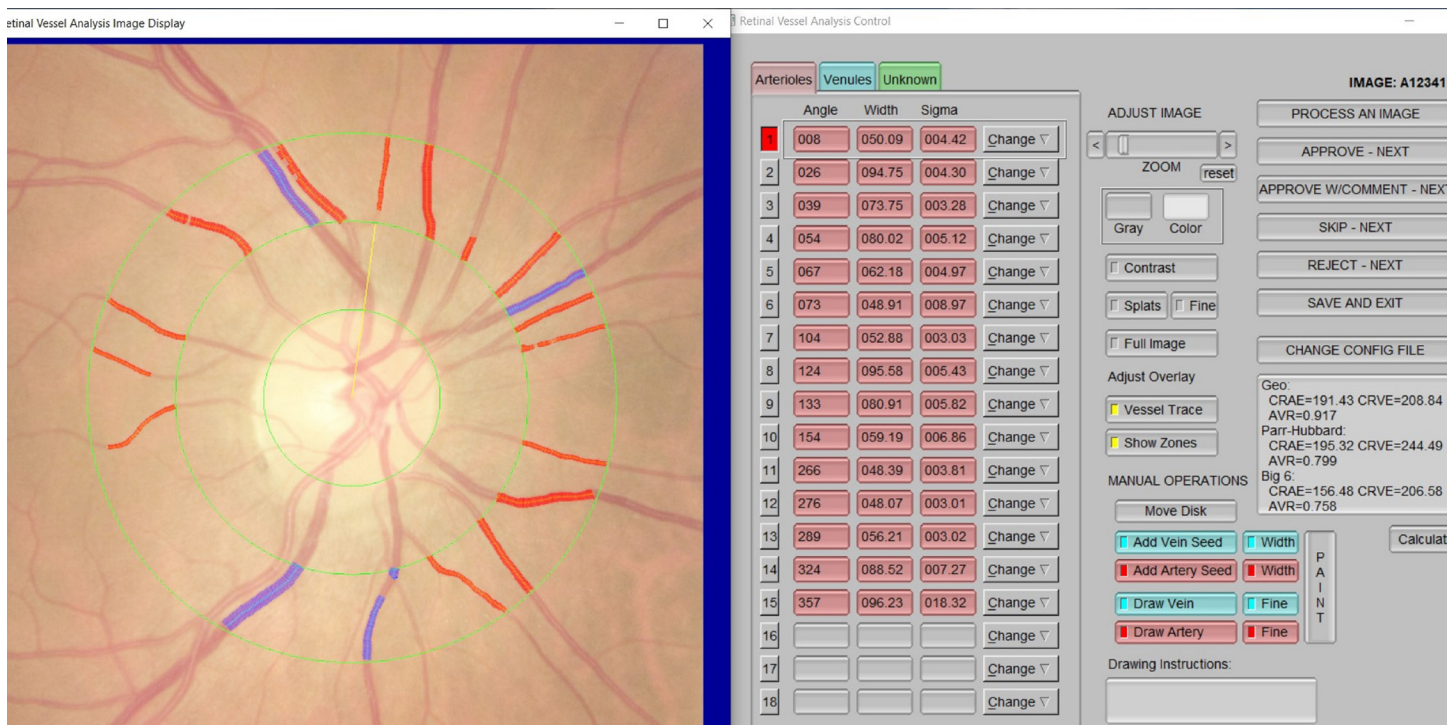 etinal Vessel Analysis Image Display
Retinal Vessel Analysis Control
Arterioles Venules Unknown
IMAGE: A12341
Angle Width Sigma
1 008 050.09 004.42 Change
2 026 094.75 004.30 Change
3 039 073.75 003.28 Change
4 054 080.02 005.12 Change
5 067 062.18 004.97 Change
6 073 048.91 008.97 Change
7 104 052.88 003.03 Change
8 124 095.58 005.43 Change
9 133 080.91 005.82 Change
10 154 059.19 006.86 Change
11 266 048.39 003.81 Change
12 276 048.07 003.01 Change
13 289 056.21 003.02 Change
14 324 088.52 007.27 Change
15 357 096.23 018.32 Change
16 Change
17 Change
18 Change
ADJUST IMAGE
< >
ZOOM reset
Gray Color
Contrast
Splats Fine
Full Image
Adjust Overlay
Vessel Trace
Show Zones
MANUAL OPERATIONS
Move Disk
Add Vein Seed Width
Add Artery Seed Width
Draw Vein Fine
Draw Artery Fine
PAINT
Drawing Instructions:
PROCESS AN IMAGE
APPROVE - NEXT
APPROVE W/COMMENT - NEXT
SKIP - NEXT
REJECT - NEXT
SAVE AND EXIT
CHANGE CONFIG FILE
Geo:
CRAE=191.43 CRVE=208.84
AVR=0.917
Parr-Hubbard:
CRAE=195.32 CRVE=244.49
AVR=0.799
Big 6:
CRAE=156.48 CRVE=206.58
AVR=0.758
Calculat